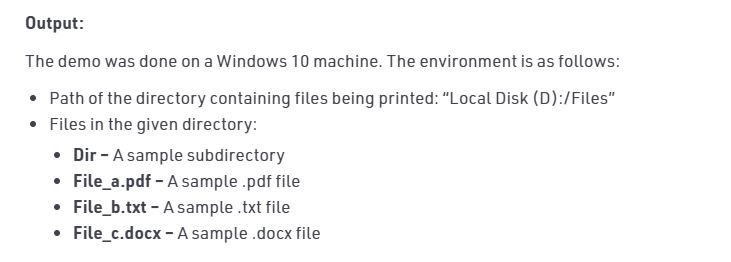 Output:
The demo was done on a Windows 10 machine. The environment is as follows:
• Path of the directory containing files being printed: “Local Disk (D):/Files”
• Files in the given directory:
• Dir – A sample subdirectory
• File_a.pdf – A sample .pdf file
• File_b.txt – A sample .txt file
• File_c.docx – A sample .docx file